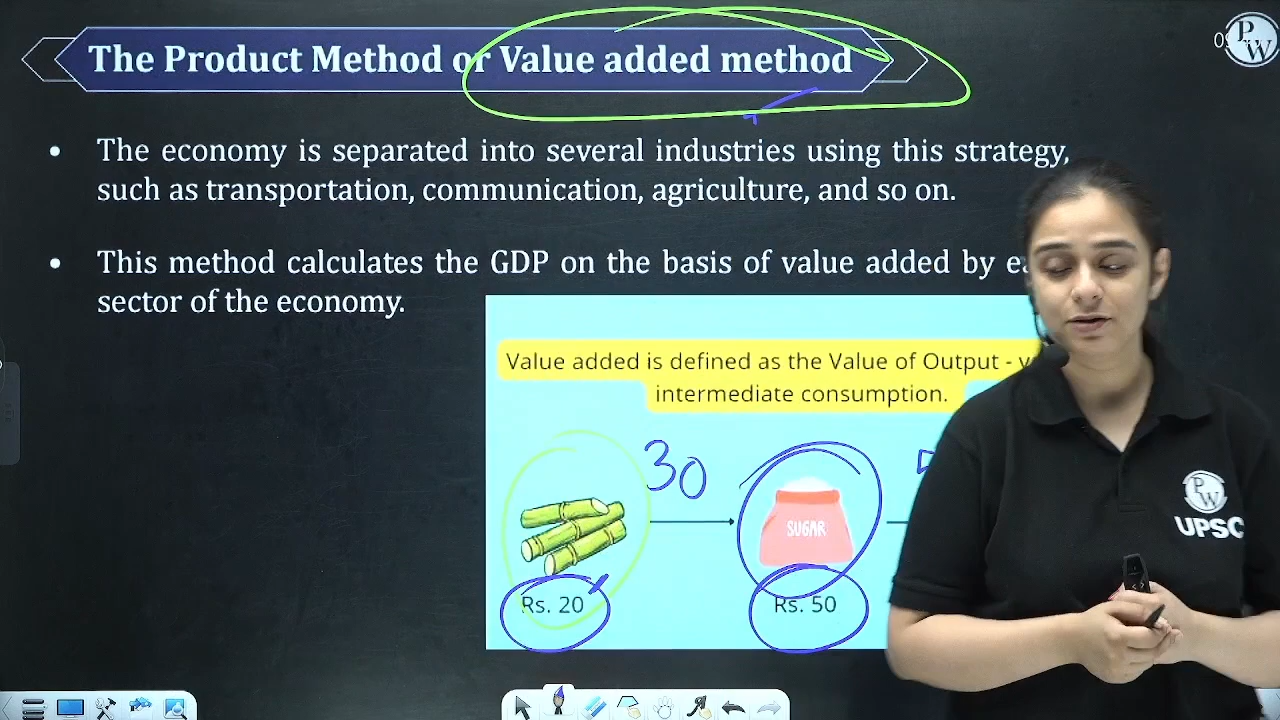 The Product Method or Value added method
PW
• The economy is separated into several industries using this strategy,
such as transportation, communication, agriculture, and so on.
• This method calculates the GDP on the basis of value added by
sector of the economy.
Value added is defined as the Value of Output -
intermediate consumption.
30
SUGAR
Rs. 20
Rs. 50
PW
UPSC